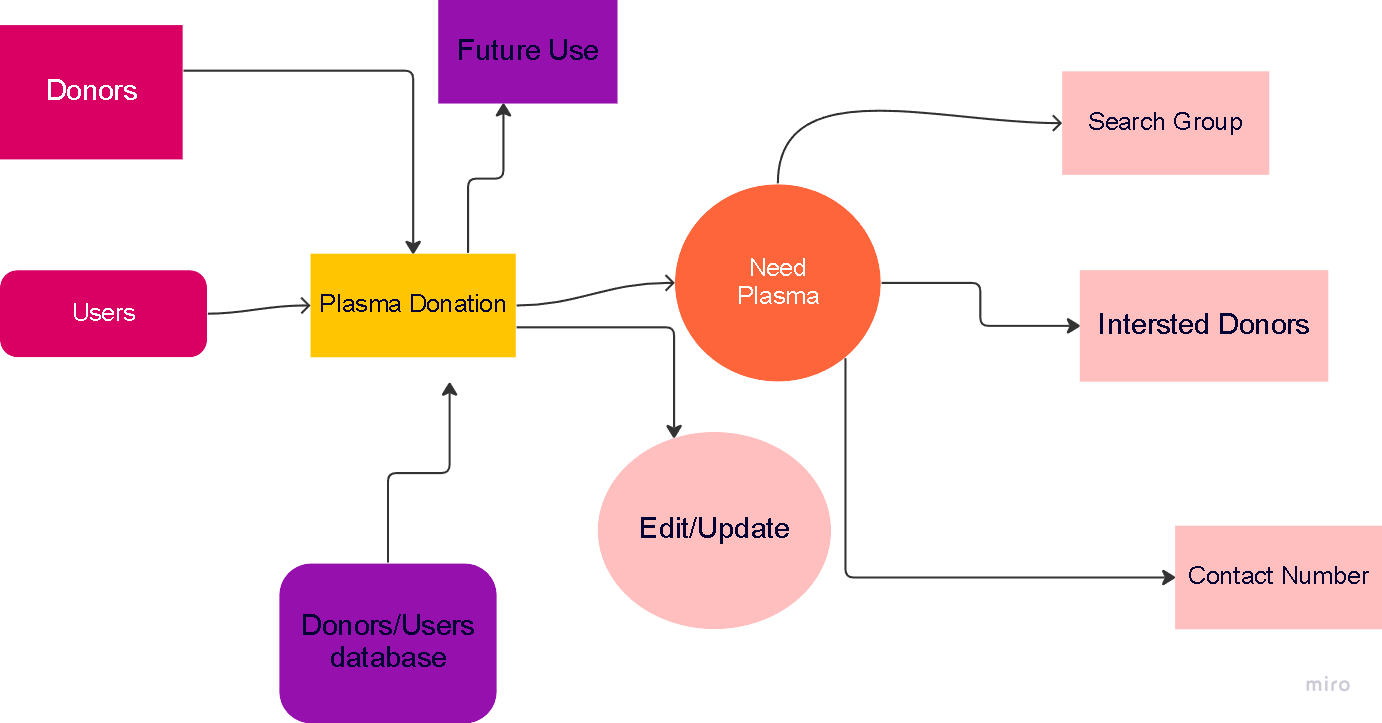 Future Use
Donors
Search Group
Need
Plasma
Users
Plasma Donation
Intersted Donors
Edit/Update
Contact Number
Donors/Users
database
miro